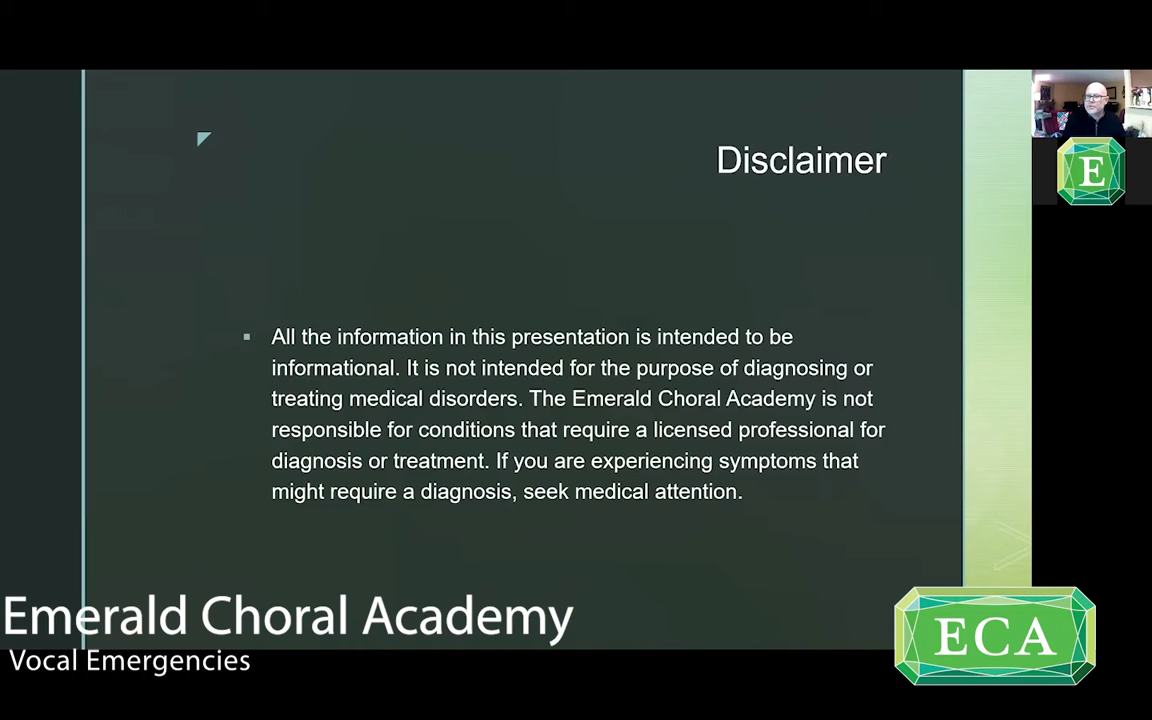 Disclaimer
E
▪ All the information in this presentation is intended to be
informational. It is not intended for the purpose of diagnosing or
treating medical disorders. The Emerald Choral Academy is not
responsible for conditions that require a licensed professional for
diagnosis or treatment. If you are experiencing symptoms that
might require a diagnosis, seek medical attention.
Emerald Choral Academy
Vocal Emergencies
ECA